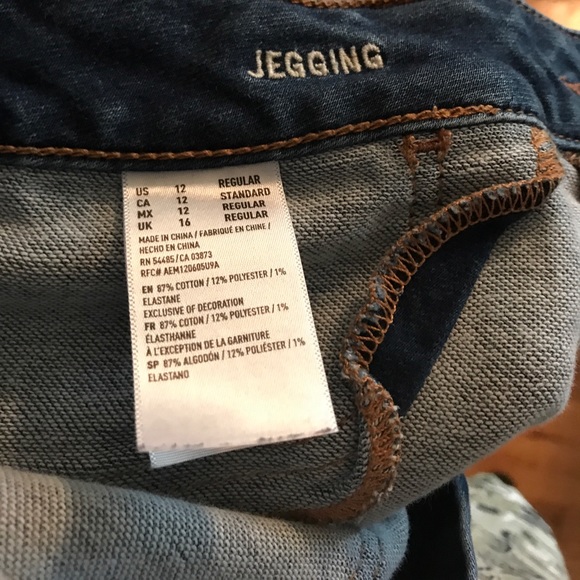 JEGGING
US 12 REGULAR
CA 12 STANDARD
MX 12 REGULAR
UK 16 REGULAR
MADE IN CHINA / FABRIQUÉ EN CHINE /
HECHO EN CHINA
RN 54485/CA 03873
RFC# AEM120605U9A
EN 87% COTTON / 12% POLYESTER / 1%
ELASTANE
EXCLUSIVE OF DECORATION
FR 87% COTON / 12% POLYESTER / 1%
ÉLASTHANNE
À L'EXCEPTION DE LA GARNITURE
SP 87% ALGODÓN / 12% POLIÉSTER / 1%
ELASTANO